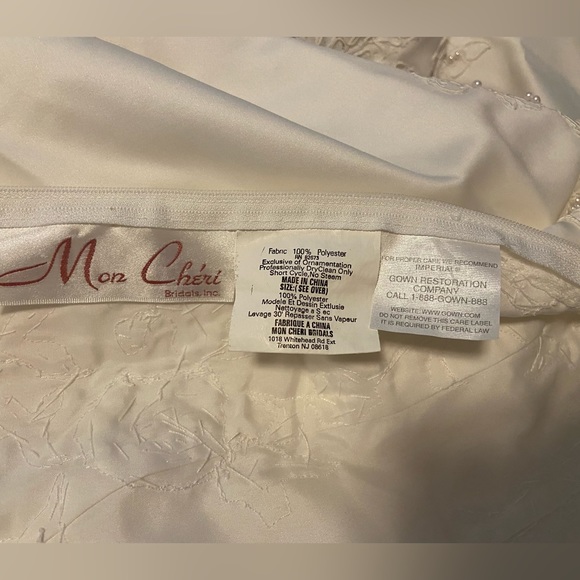 Mon Chéri
Bridals, Inc.
Fabric 100% Polyester
RN 62073
Exclusive of Ornamentation
Professional DryClean Only
Short Cycle, No Steam
MADE IN CHINA
SIZE:(SEE OVER)
100% Polyester
Modele Et Dessin Extlusie
Nettoyage a S ec
Lavage 30' Repasser Sans Vapeur
FABRIQUE A CHINA
MON CHERI BRIDALS
1018 Whitehead Rd Ext
Trenton NJ 08618
FOR PROPER CARE WE RECOMMEND
IMPERIAL®
GOWN RESTORATION
COMPANY
CALL 1-888-GOWN-888
WEBSITE: WWW.GOWN.COM
DO NOT REMOVE THIS CARE LABEL
IT IS REQUIRED BY FEDERAL LAW